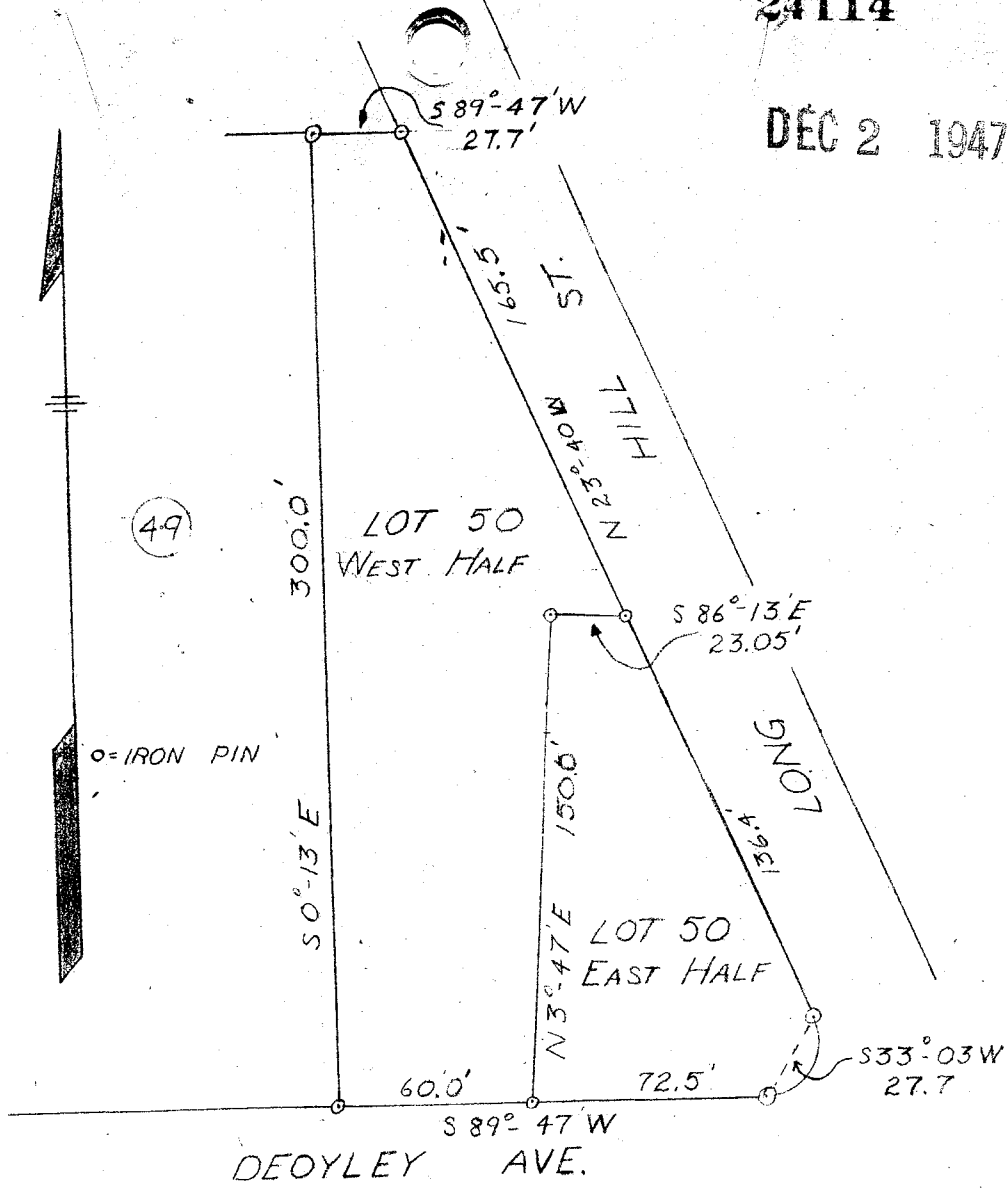 24114
DEC 2 1947
S 89°-47'W
27.7'
165.5'
N 23°-40 W
LONG HILL ST.
49
300.0'
S 0°-13' E
LOT 50
WEST HALF
S 86°-13'E
23.05'
o=IRON PIN
150.0'
N 3°-47'E
136.4'
LOT 50
EAST HALF
S 33°-03 W
27.7
60.0'
72.5'
S 89°-47'W
DEOYLEY AVE.